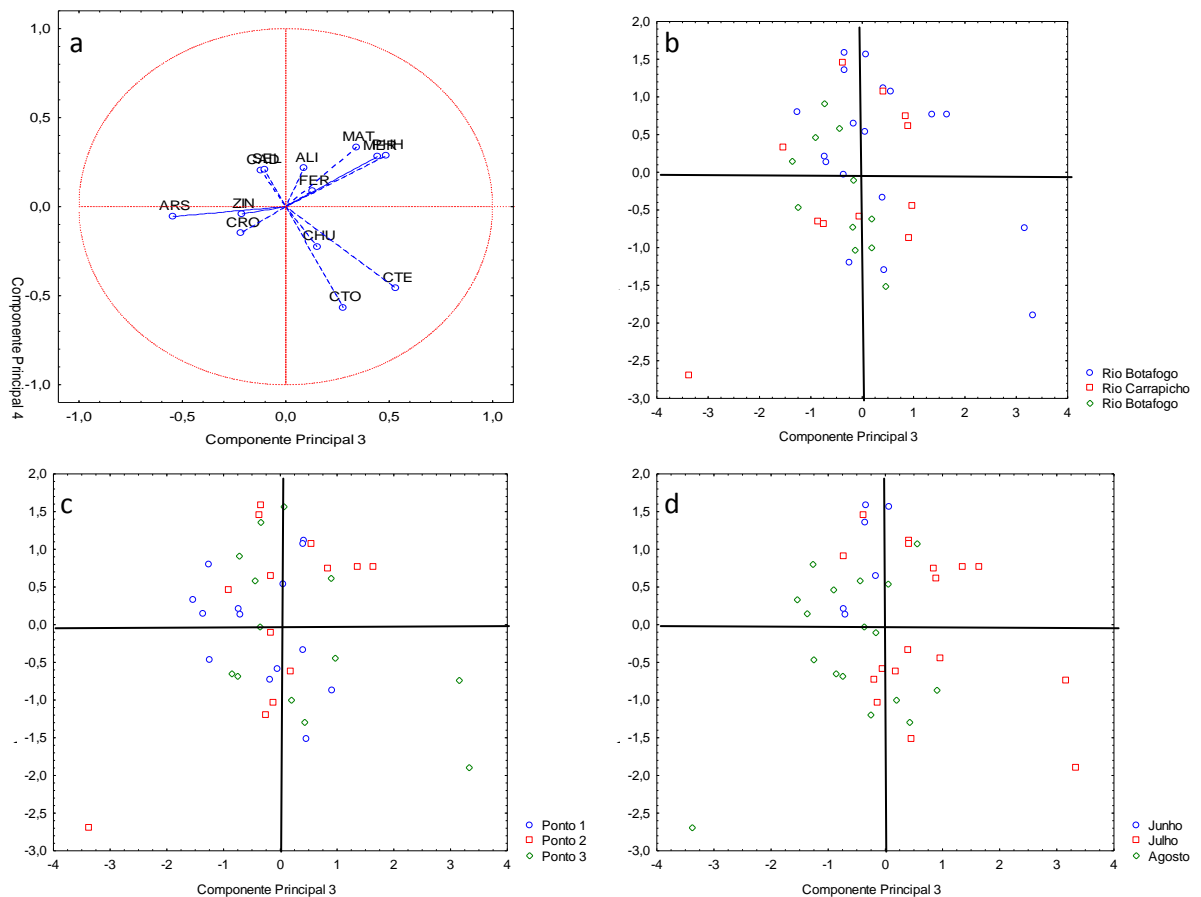 a
1,0
0,5
0,0
-0,5
-1,0
-1,0
-0,5
0,0
0,5
1,0
Componente Principal 4
Componente Principal 3
MAT
PHH
ALI
FER
ARS
ZIN
CRO
CHU
CTE
CTO
b
2,0
1,5
1,0
0,5
0,0
-0,5
-1,0
-1,5
-2,0
-2,5
-3,0
-4 -3 -2 -1 0 1 2 3 4
Componente Principal 3
Rio Botafogo
Rio Carrapicho
Rio Botafogo
c
2,0
1,5
1,0
0,5
0,0
-0,5
-1,0
-1,5
-2,0
-2,5
-3,0
-4 -3 -2 -1 0 1 2 3 4
Componente Principal 3
Ponto 1
Ponto 2
Ponto 3
d
2,0
1,5
1,0
0,5
0,0
-0,5
-1,0
-1,5
-2,0
-2,5
-3,0
-4 -3 -2 -1 0 1 2 3 4
Componente Principal 3
Junho
Julho
Agosto